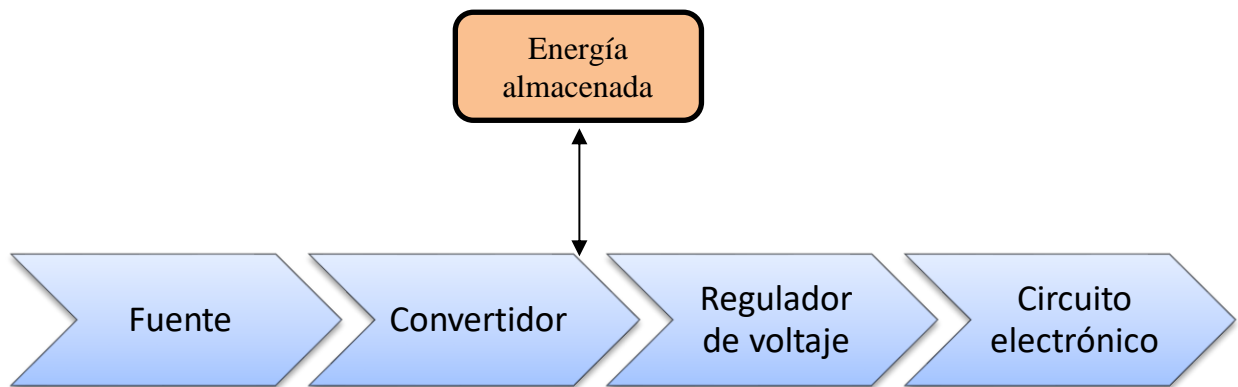 Energía
almacenada
Fuente
Convertidor
Regulador
de voltaje
Circuito
electrónico